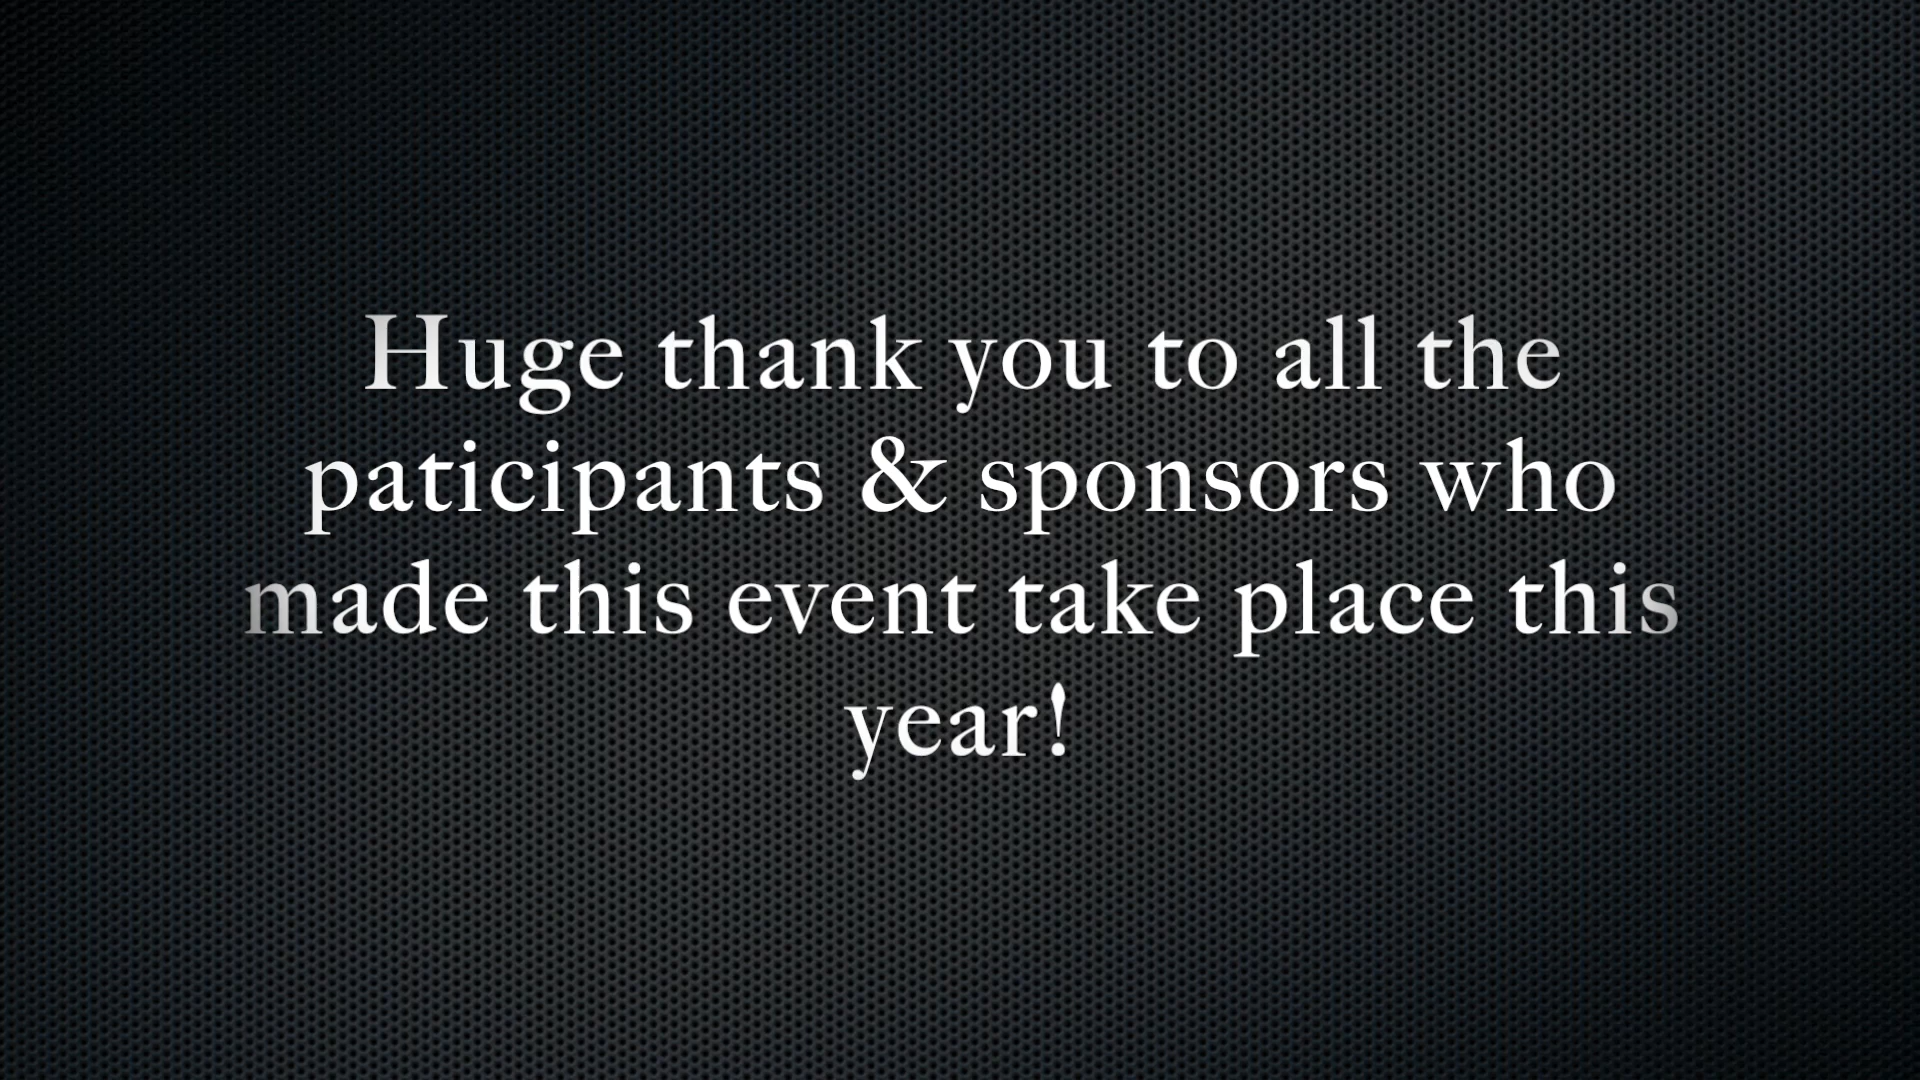 Huge thank you to all the
paticipants & sponsors who
made this event take place this
year!